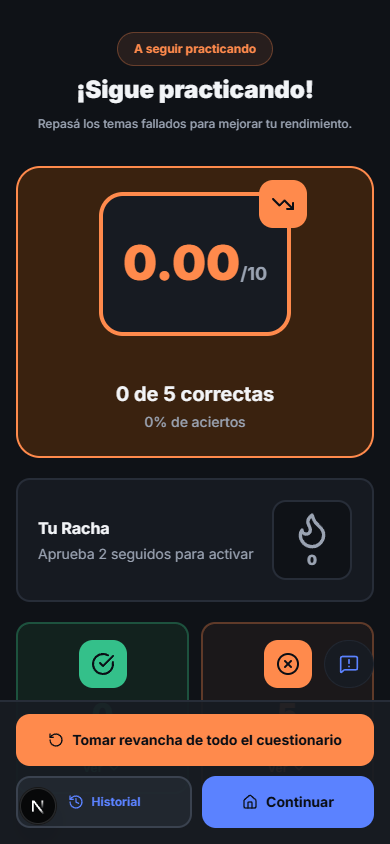 A seguir practicando
¡Sigue practicando!
Repasá los temas fallados para mejorar tu rendimiento.
0.00/10
0 de 5 correctas
0% de aciertos
Tu Racha
Aprueba 2 seguidos para activar
0
Tomar revancha de todo el cuestionario
N
Historial
Continuar